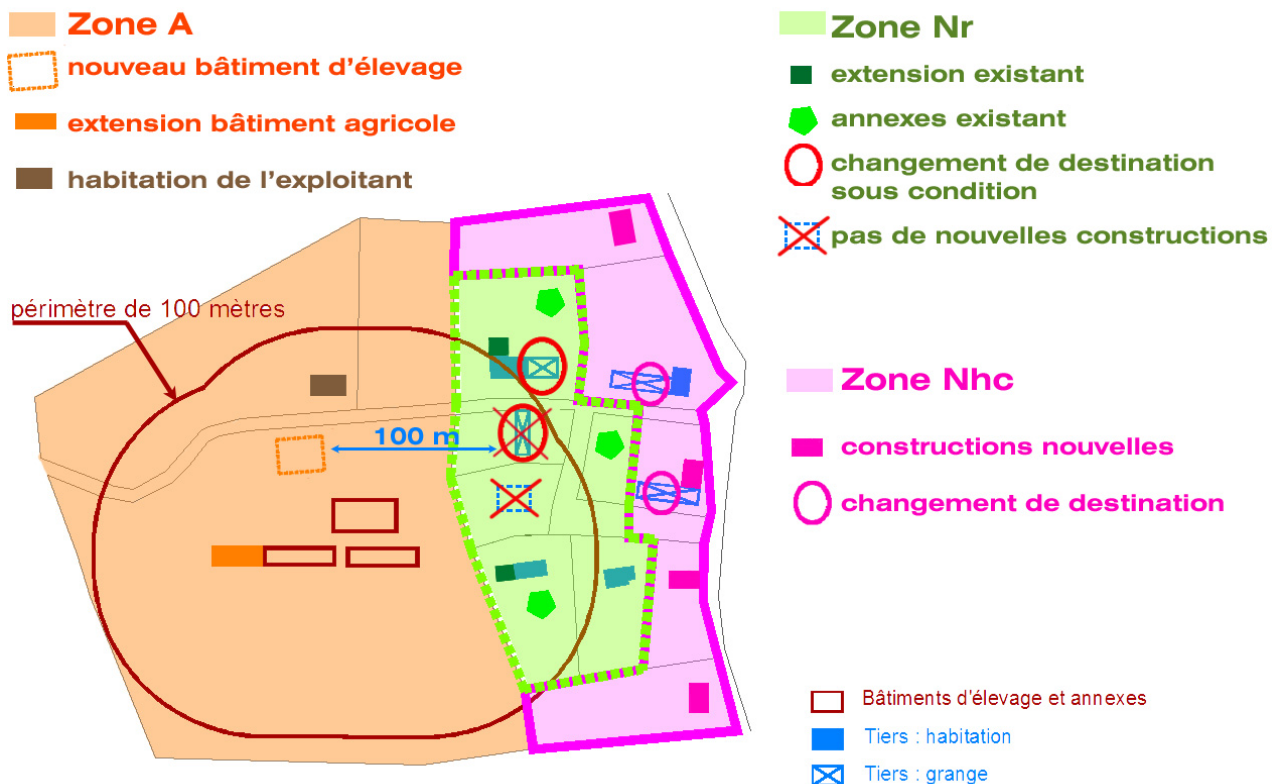 Zone A
nouveau bâtiment d'élevage
extension bâtiment agricole
habitation de l'exploitant
périmètre de 100 mètres
100 m
Zone Nr
extension existant
annexes existant
changement de destination
sous condition
pas de nouvelles constructions
Zone Nhc
constructions nouvelles
changement de destination
Bâtiments d'élevage et annexes
Tiers : habitation
Tiers : grange